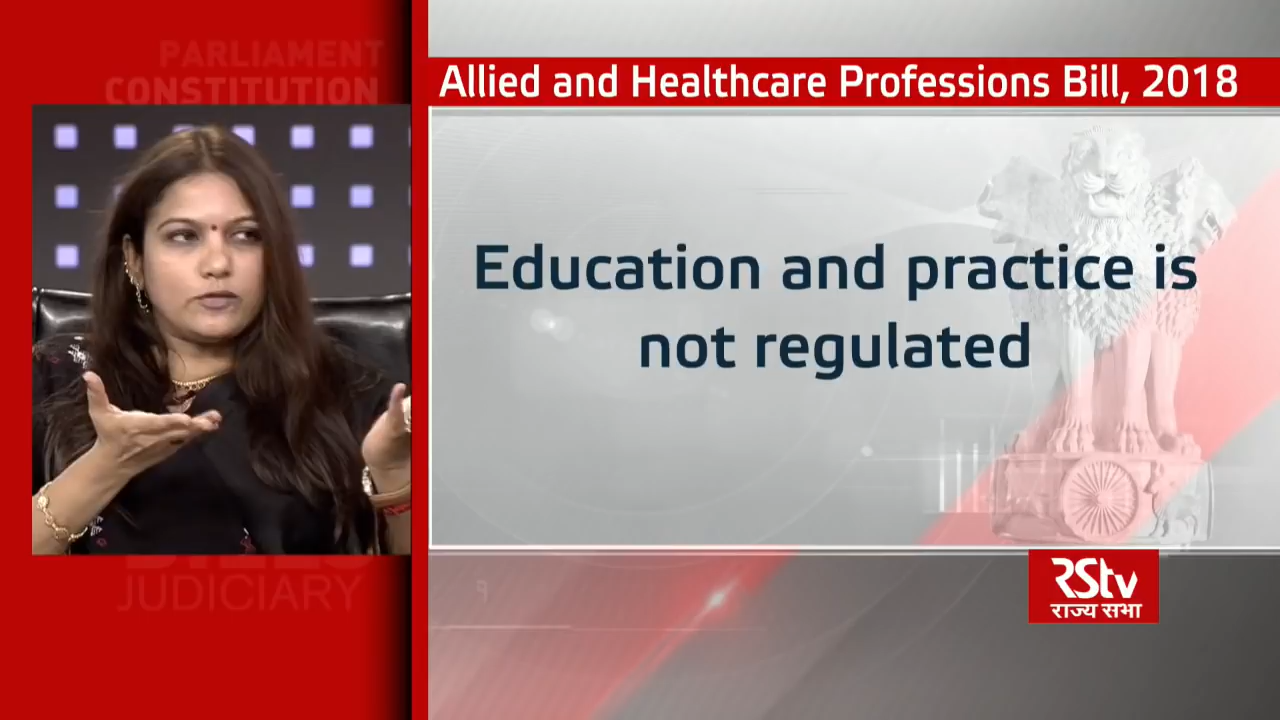 PARLIAMENT
CONSTITUTION
Allied and Healthcare Professions Bill, 2018
Education and practice is
not regulated
JUDICIARY
RStv
राज्य सभा